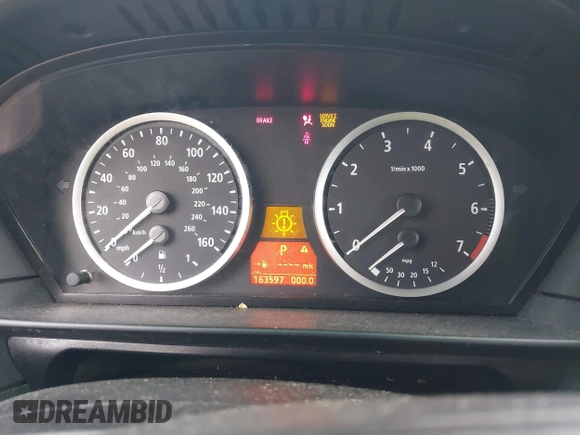 BRAKE
SERVICE
ENGINE
SOON
0 20 40 60 80 100 120 140 160
mph
20 40 60 80 100 120 140 160 180 200 220 240 260
km/h
0 1/2 1
0 1 2 3 4 5 6 7
1/min x 1000
50 30 20 15 12
mpg
P
---- mls
163597 000.0
DREAMBID